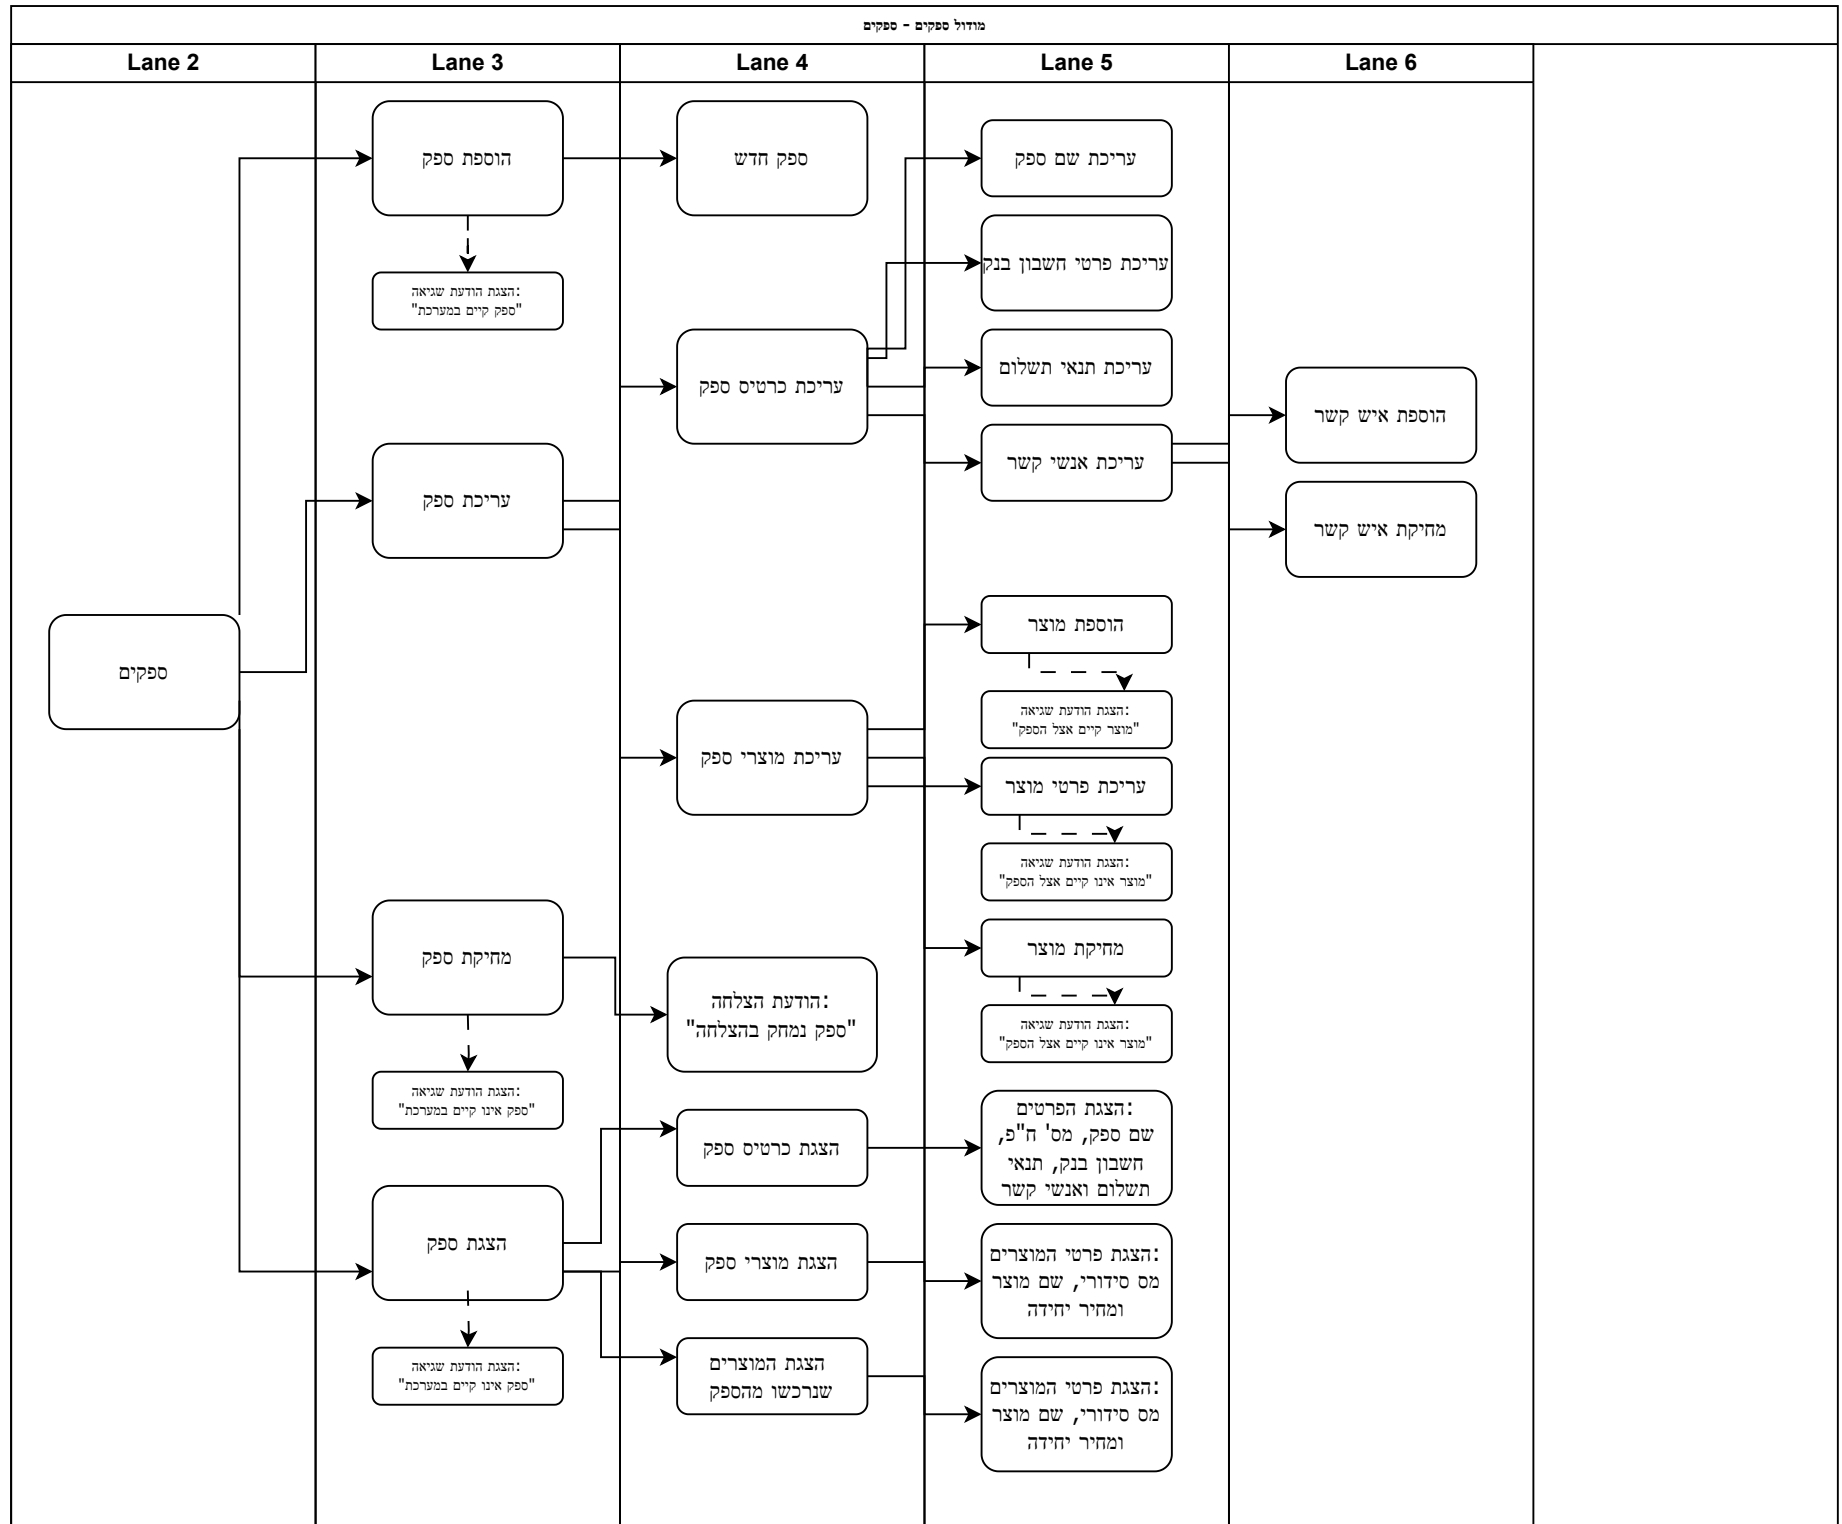 מודול ספקים - ספקים
Lane 2
Lane 3
Lane 4
Lane 5
Lane 6
ספקים
הוספת ספק
הצגת הודעת שגיאה:
"ספק קיים במערכת"
עריכת ספק
מחיקת ספק
הצגת הודעת שגיאה:
"ספק אינו קיים במערכת"
הצגת ספק
הצגת הודעת שגיאה:
"ספק אינו קיים במערכת"
ספק חדש
עריכת כרטיס ספק
עריכת מוצרי ספק
הודעת הצלחה:
"ספק נמחק בהצלחה"
הצגת כרטיס ספק
הצגת מוצרי ספק
הצגת המוצרים
שנרכשו מהספק
עריכת שם ספק
עריכת פרטי חשבון בנק
עריכת תנאי תשלום
עריכת אנשי קשר
הוספת מוצר
הצגת הודעת שגיאה:
"מוצר קיים אצל הספק"
עריכת פרטי מוצר
הצגת הודעת שגיאה:
"מוצר אינו קיים אצל הספק"
מחיקת מוצר
הצגת הודעת שגיאה:
"מוצר אינו קיים אצל הספק"
הצגת הפרטים:
שם ספק, מס' ח"פ,
חשבון בנק, תנאי
תשלום ואנשי קשר
הצגת פרטי המוצרים:
מס סידורי, שם מוצר
ומחיר יחידה
הצגת פרטי המוצרים:
מס סידורי, שם מוצר
ומחיר יחידה
הוספת איש קשר
מחיקת איש קשר